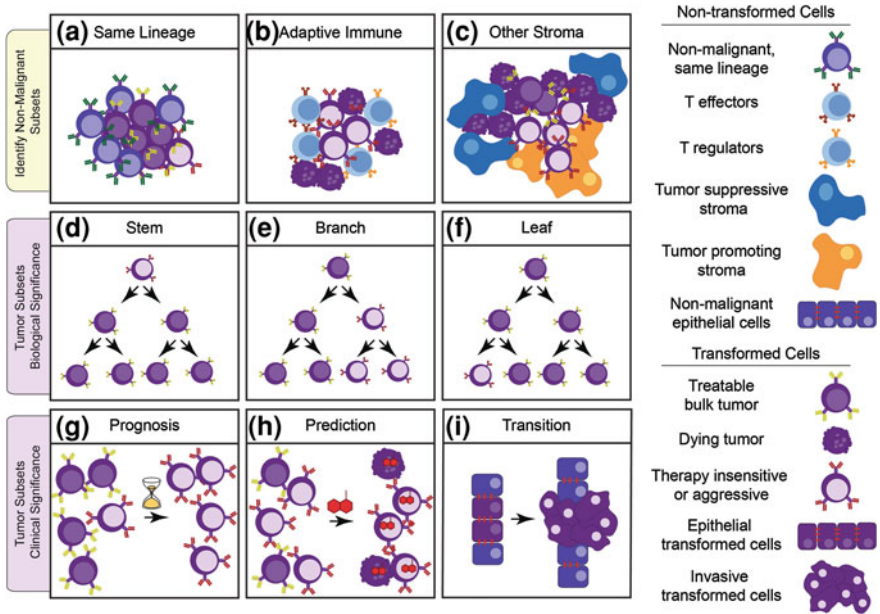 Identify Non-Malignant
Subsets
(a) Same Lineage
(b) Adaptive Immune
(c) Other Stroma
Tumor Subsets
Biological Significance
(d) Stem
(e) Branch
(f) Leaf
Tumor Subsets
Clinical Significance
(g) Prognosis
(h) Prediction
(i) Transition
Non-transformed Cells
Non-malignant,
same lineage
T effectors
T regulators
Tumor suppressive
stroma
Tumor promoting
stroma
Non-malignant
epithelial cells
Transformed Cells
Treatable
bulk tumor
Dying tumor
Therapy insensitive
or aggressive
Epithelial
transformed cells
Invasive
transformed cells